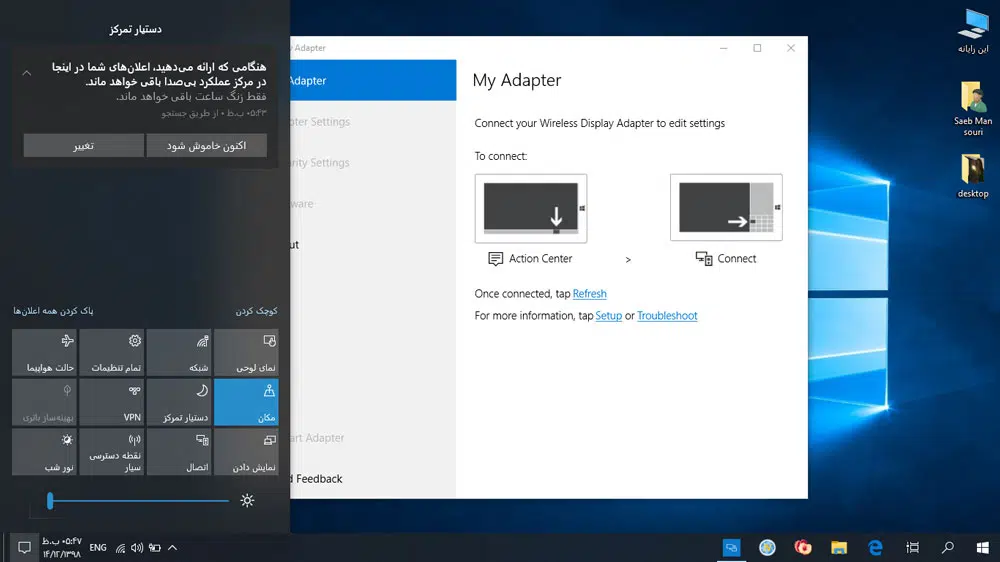 دستیار تمرکز
هنگامی که ارائه می‌دهید، اعلان‌های شما در اینجا
در مرکز عملکرد بی‌صدا باقی خواهد ماند.
فقط زنگ ساعت باقی خواهد ماند.
۰۵:۴۳ ب.ظ • از طریق جستجو
اکنون خاموش شود
تغییر
کوچک کردن
پاک کردن همه اعلان‌ها
نمای لوحی
شبکه
تمام تنظیمات
حالت هواپیما
مکان
دستیار تمرکز
VPN
بهینه‌ساز باتری
نمایش دادن
اتصال
نقطه دسترسی
سیار
نور شب
y Adapter
Adapter
pter Settings
rity Settings
ware
ut
art Adapter
d Feedback
My Adapter
Connect your Wireless Display Adapter to edit settings
To connect:
Action Center
>
Connect
Once connected, tap Refresh
For more information, tap Setup or Troubleshoot
این رایانه
Saeb Man
souri
desktop
۰۵:۴۷ ب.ظ
۱۴/۱۲/۱۳۹۸
ENG